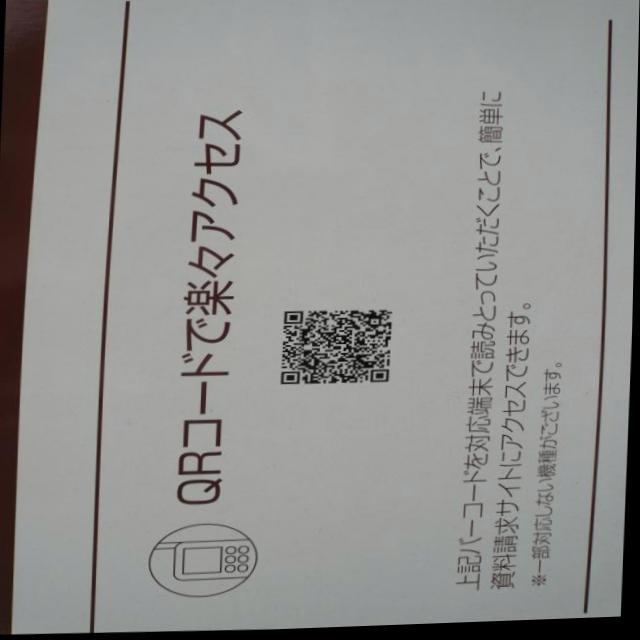 QRコードで楽々アクセス
上記バーコードを対応端末で読みとっていただくことで、簡単に
資料請求サイトにアクセスできます。
※一部対応しない機種がございます。